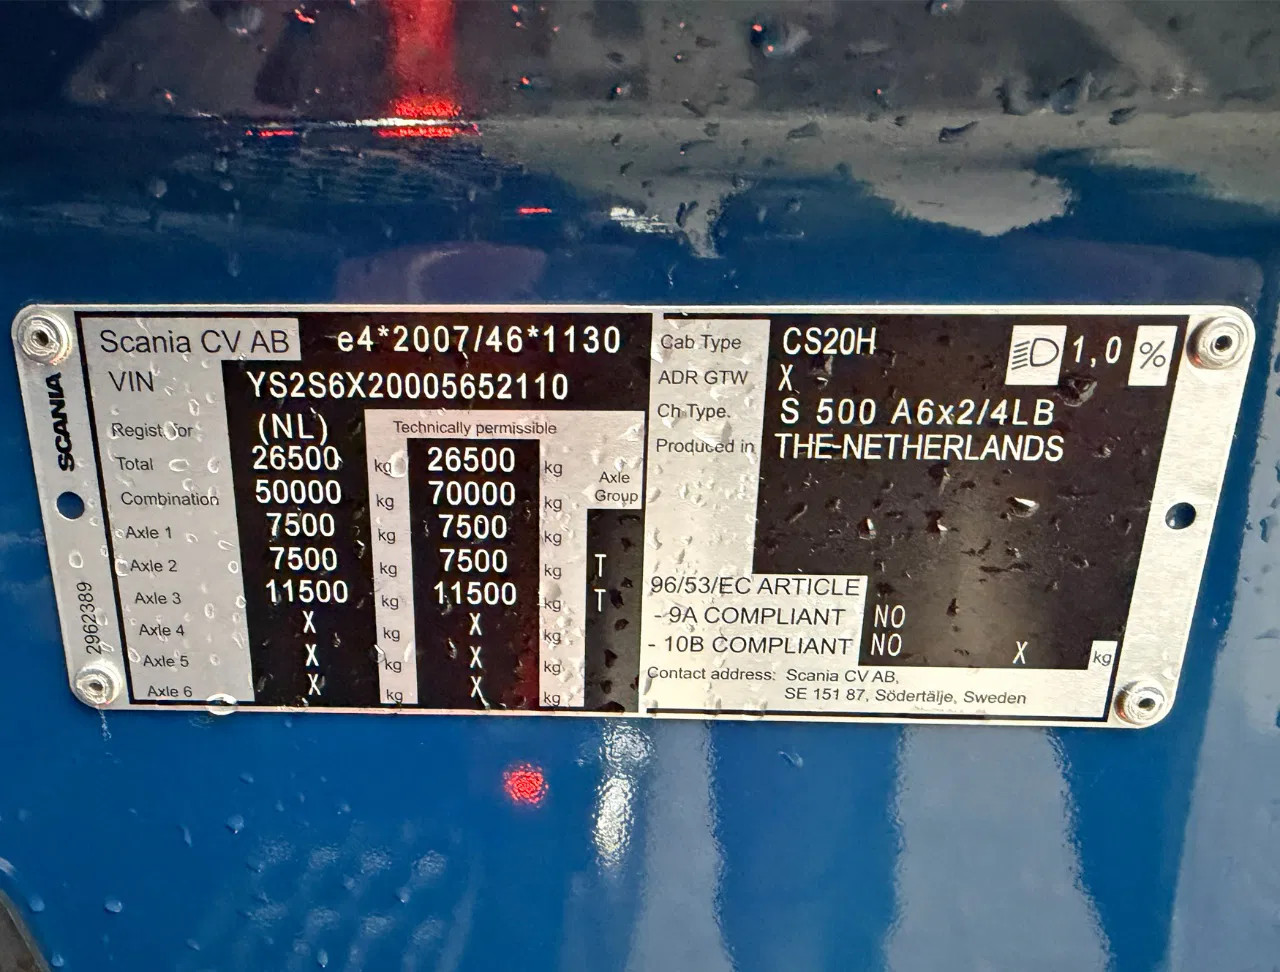 SCANIA
2962389
Scania CV AB e4*2007/46*1130
VIN YS2S6X20005652110
Regist. for (NL) Technically permissible
Total 26500 kg 26500 kg
Axle Group
Combination 50000 kg 70000 kg
Axle 1 7500 kg 7500 kg
Axle 2 7500 kg 7500 kg T
Axle 3 11500 kg 11500 kg T
Axle 4 X kg X kg
Axle 5 X kg X kg
Axle 6 X kg X kg
Cab Type CS20H 1,0 %
ADR GTW X
Ch Type. S 500 A6x2/4LB
Produced in THE-NETHERLANDS
96/53/EC ARTICLE
- 9A COMPLIANT NO
- 10B COMPLIANT NO X kg
Contact address: Scania CV AB,
SE 151 87, Södertälje, Sweden